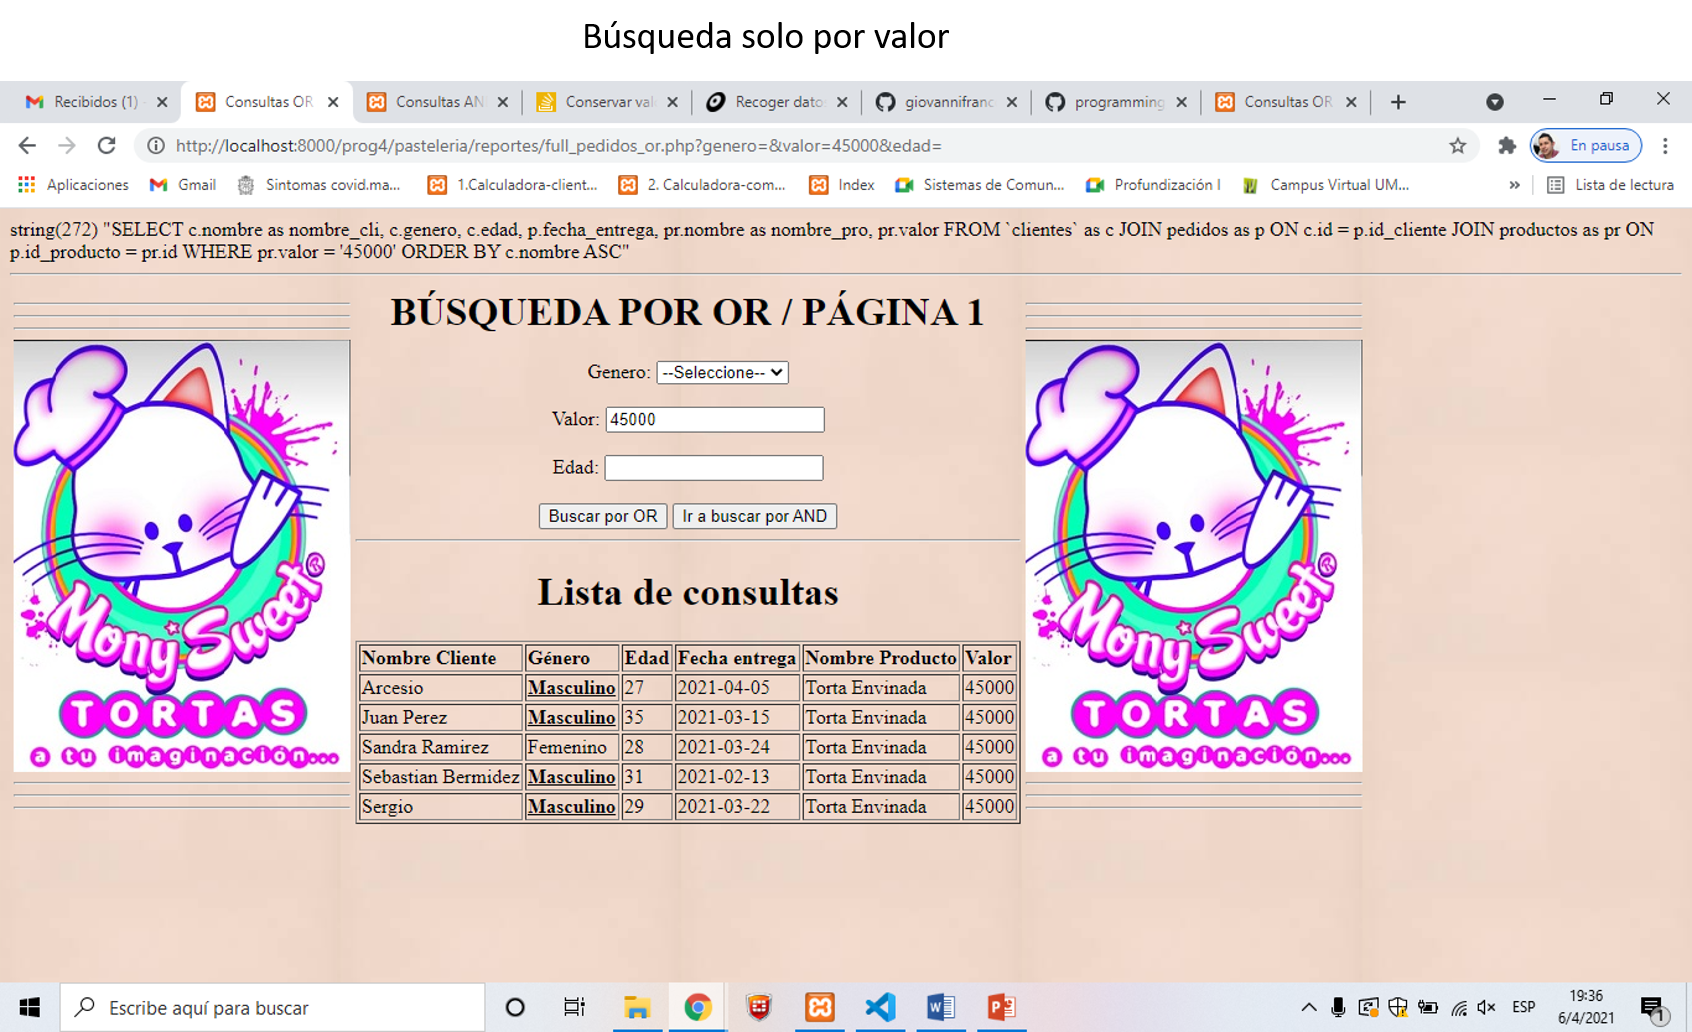 Búsqueda solo por valor
Recibidos (1)
Consultas OR
Consultas AN
Conservar val
Recoger dato
giovannifranc
programming
Consultas OR
http://localhost:8000/prog4/pasteleria/reportes/full_pedidos_or.php?genero=&valor=45000&edad=
En pausa
Aplicaciones
Gmail
Sintomas covid.ma...
1.Calculadora-client...
2. Calculadora-com...
Index
Sistemas de Comun...
Profundización I
Campus Virtual UM...
»
Lista de lectura
string(272) "SELECT c.nombre as nombre_cli, c.genero, c.edad, p.fecha_entrega, pr.nombre as nombre_pro, pr.valor FROM `clientes` as c JOIN pedidos as p ON c.id = p.id_cliente JOIN productos as pr ON
p.id_producto = pr.id WHERE pr.valor = '45000' ORDER BY c.nombre ASC"
BÚSQUEDA POR OR / PÁGINA 1
Genero: --Seleccione--
Valor: 45000
Edad:
Buscar por OR Ir a buscar por AND
Lista de consultas
Nombre Cliente Género Edad Fecha entrega Nombre Producto Valor
Arcesio Masculino 27 2021-04-05 Torta Envinada 45000
Juan Perez Masculino 35 2021-03-15 Torta Envinada 45000
Sandra Ramirez Femenino 28 2021-03-24 Torta Envinada 45000
Sebastian Bermidez Masculino 31 2021-02-13 Torta Envinada 45000
Sergio Masculino 29 2021-03-22 Torta Envinada 45000
Mony Sweet®
TORTAS
a tu imaginación...
Mony Sweet®
TORTAS
a tu imaginación...
Escribe aquí para buscar
ESP
19:36
6/4/2021
1